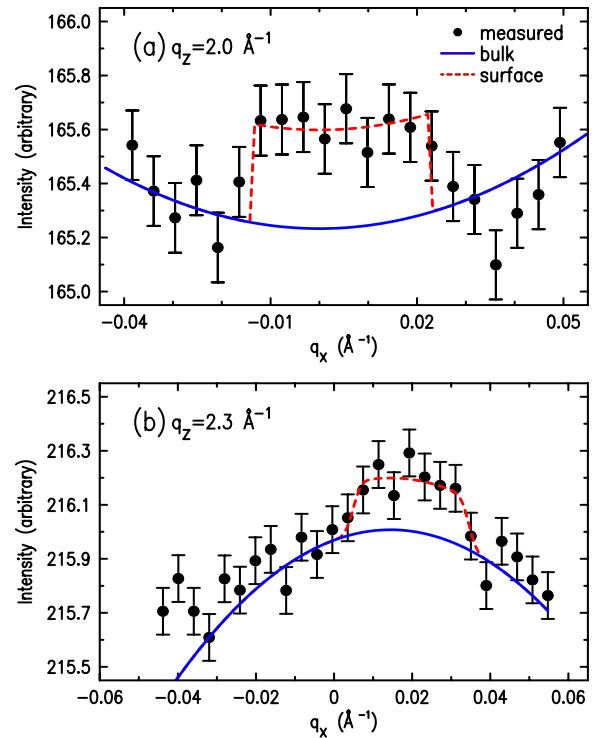 166.0
(a) q_z=2.0 Å⁻¹
measured
bulk
surface
165.8
165.6
165.4
165.2
165.0
Intensity (arbitrary)
−0.04 −0.01 0.02 0.05
q_x (Å⁻¹)
216.5
(b) q_z=2.3 Å⁻¹
216.3
216.1
215.9
215.7
215.5
Intensity (arbitrary)
−0.06 −0.04 −0.02 0 0.02 0.04 0.06
q_x (Å⁻¹)